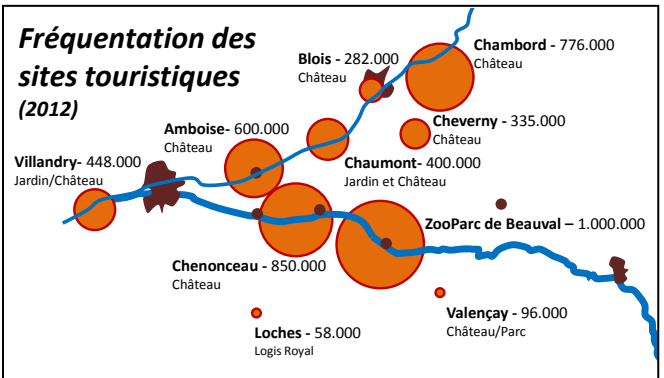 Fréquentation des
sites touristiques
(2012)
Blois - 282.000
Château
Chambord - 776.000
Château
Amboise- 600.000
Château
Cheverny - 335.000
Château
Villandry- 448.000
Jardin/Château
Chaumont- 400.000
Jardin et Château
ZooParc de Beauval – 1.000.000
Chenonceau - 850.000
Château
Valençay - 96.000
Château/Parc
Loches - 58.000
Logis Royal